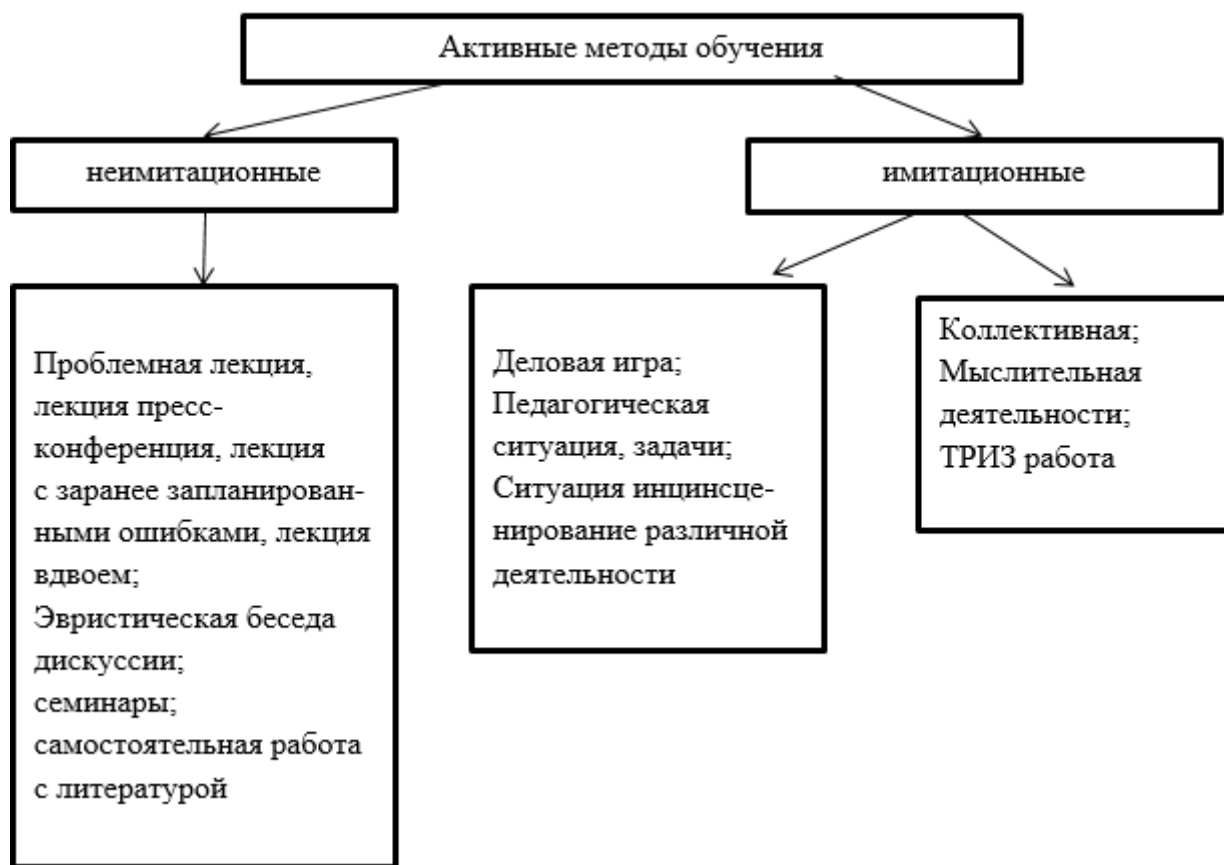 Активные методы обучения
неимитационные
имитационные
Проблемная лекция,
лекция пресс-
конференция, лекция
с заранее запланирован-
ными ошибками, лекция
вдвоем;
Эвристическая беседа
дискуссии;
семинары;
самостоятельная работа
с литературой
Деловая игра;
Педагогическая
ситуация, задачи;
Ситуация инцинсце-
нирование различной
деятельности
Коллективная;
Мыслительная
деятельности;
ТРИЗ работа